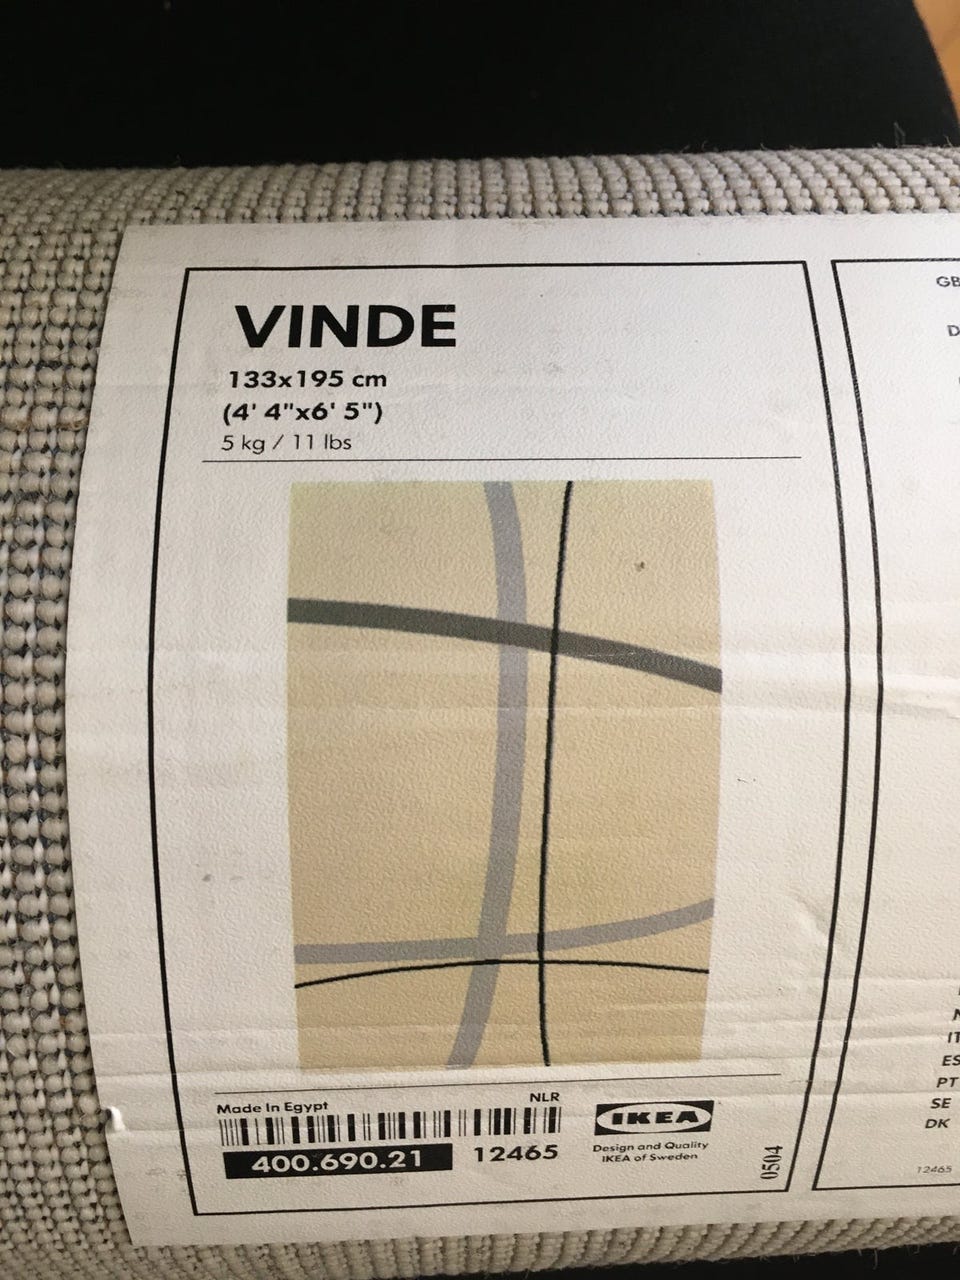 VINDE
133x195 cm
(4' 4"x6' 5")
5 kg / 11 lbs
Made In Egypt
NLR
400.690.21
12465
IKEA
Design and Quality
IKEA of Sweden
0504
GB
D
IT
ES
PT
SE
DK
12465